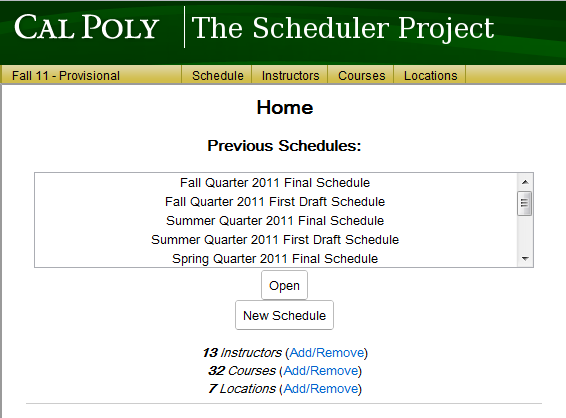 CAL POLY | The Scheduler Project
Fall 11 - Provisional Schedule Instructors Courses Locations
Home
Previous Schedules:
Fall Quarter 2011 Final Schedule
Fall Quarter 2011 First Draft Schedule
Summer Quarter 2011 Final Schedule
Summer Quarter 2011 First Draft Schedule
Spring Quarter 2011 Final Schedule
Open
New Schedule
13 Instructors (Add/Remove)
32 Courses (Add/Remove)
7 Locations (Add/Remove)